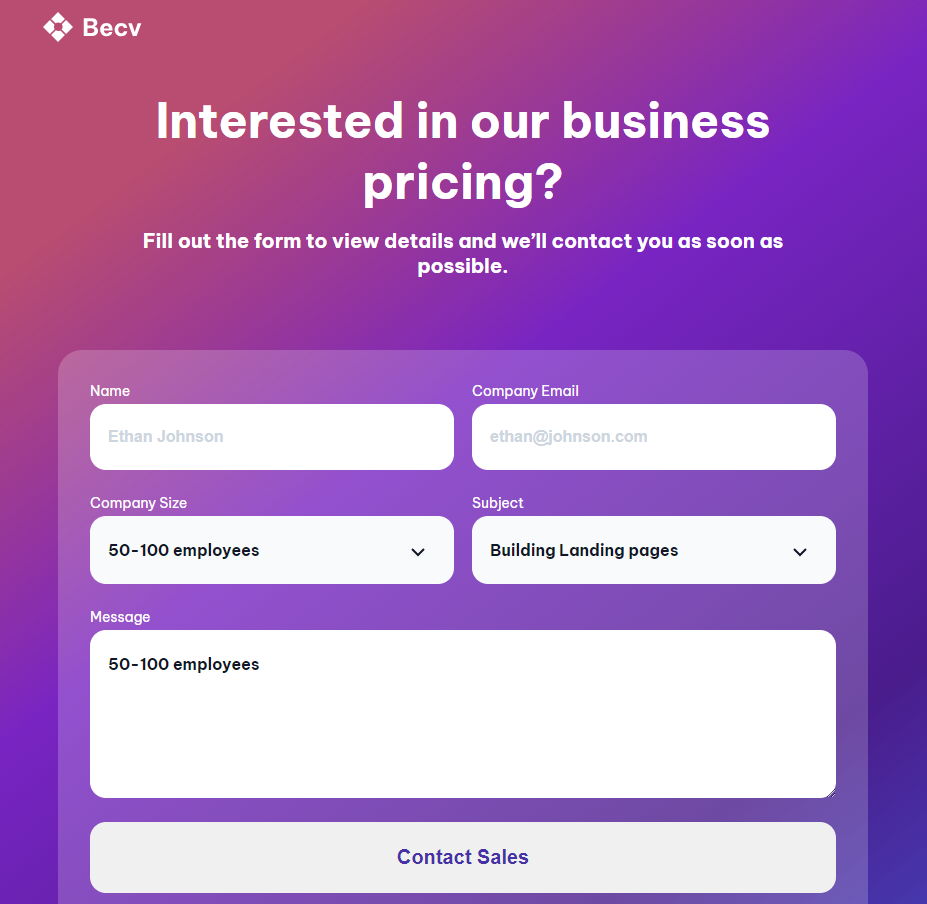 Becv
Interested in our business
pricing?
Fill out the form to view details and we’ll contact you as soon as
possible.
Name
Company Email
Ethan Johnson
ethan@johnson.com
Company Size
Subject
50-100 employees
Building Landing pages
Message
50-100 employees
Contact Sales